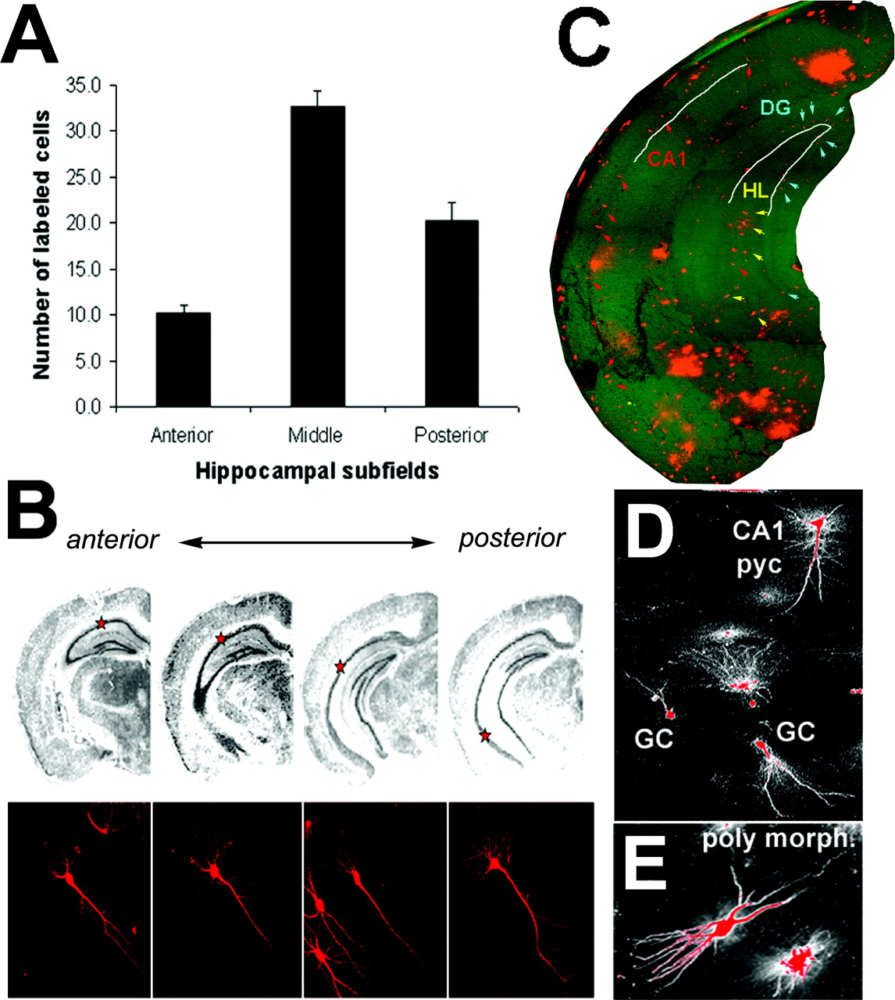 A
35.0
30.0
25.0
20.0
15.0
10.0
5.0
0.0
Number of labeled cells
Anterior
Middle
Posterior
Hippocampal subfields
B
anterior
posterior
C
DG
CA1
HL
D
CA1
pyc
GC
GC
E
poly morph.